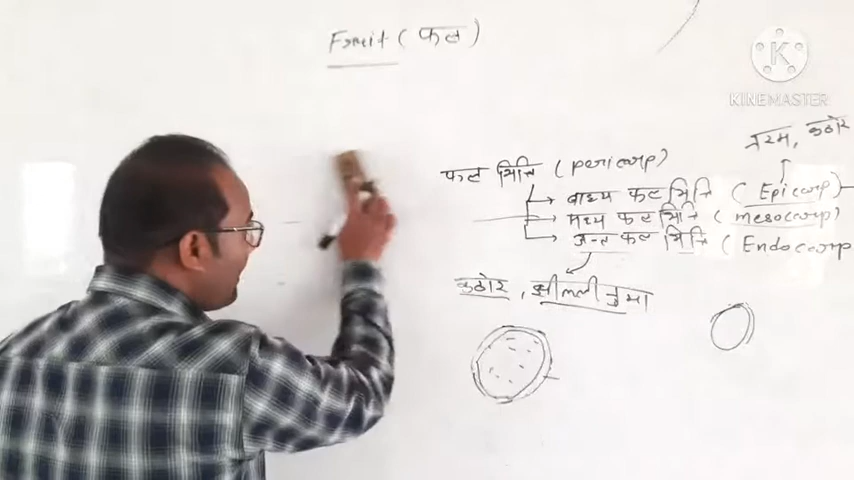 Fruit ( फल )
KINEMASTER
नरम, कठोर
फल भित्ति ( pericarp )
बाह्य फल भित्ति ( Epicarp )
मध्य फल भित्ति ( mesocarp )
अन्तः फल भित्ति ( Endocarp
कठोर , झील्ली नुमा